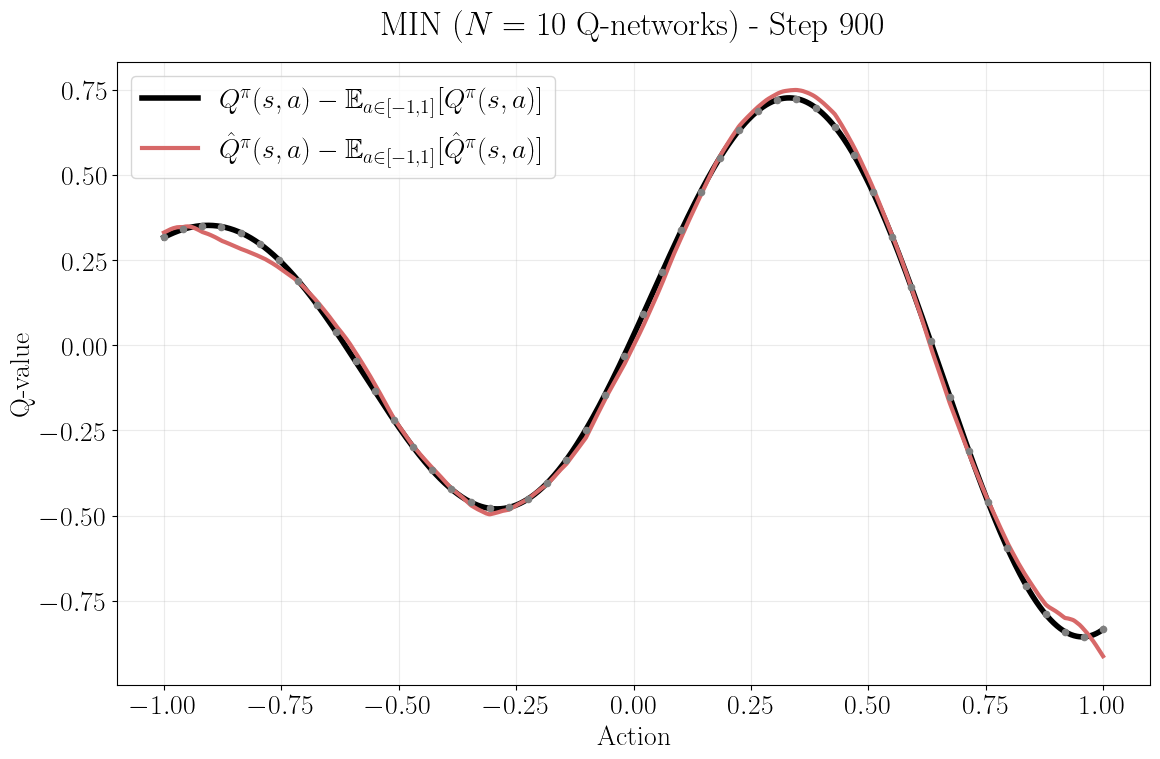 MIN (N = 10 Q-networks) - Step 900
Q^π(s, a) − 𝔼_{a∈[−1,1]}[Q^π(s, a)]
Q̂^π(s, a) − 𝔼_{a∈[−1,1]}[Q̂^π(s, a)]
Q-value
0.75
0.50
0.25
0.00
−0.25
−0.50
−0.75
−1.00 −0.75 −0.50 −0.25 0.00 0.25 0.50 0.75 1.00
Action